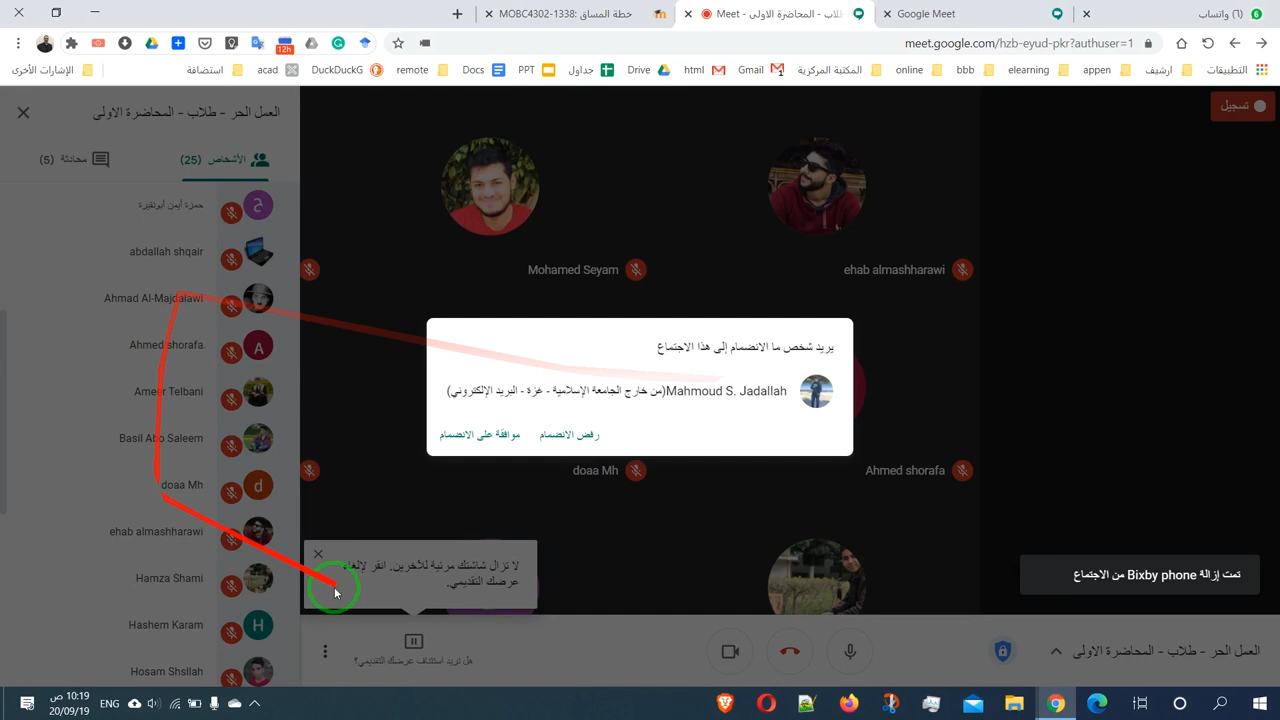 واتساب (1)
Google Meet
Meet - المحاضرة الاولى - طلاب
خطة المساق: MOBC4302-1338
meet.google.com/hzb-eyud-pkr?authuser=1
12h
التطبيقات
ارشيف
appen
elearning
bbb
online
المكتبة المركزية
Gmail
html
Drive
جداول
PPT
Docs
remote
DuckDuckG
acad
استضافة
الإشارات الأخرى
تسجيل
العمل الحر - طلاب - المحاضرة الاولى
الأشخاص (25)
محادثة (5)
حمزة أيمن أبونقيرة
abdallah shqair
Ahmad Al-Majdalawi
Ahmed shorafa.
Ameer Telbani
Basil Abo Saleem
doaa Mh
ehab almashharawi
Hamza Shami
Hashem Karam
Hosam Shsllah
Mohamed Seyam
ehab almashharawi
يريد شخص ما الانضمام إلى هذا الاجتماع
Mahmoud S. Jadallah(من خارج الجامعة الإسلامية - غزة - البريد الإلكتروني)
رفض الانضمام
موافقة على الانضمام
doaa Mh
Ahmed shorafa
لا تزال شاشتك مرئية للآخرين. انقر لإلغاء
عرضك التقديمي.
تمت إزالة Bixby phone من الاجتماع
هل تريد استئناف عرضك التقديمي؟
العمل الحر - طلاب - المحاضرة الاولى
10:19 ص
20/09/19
ENG